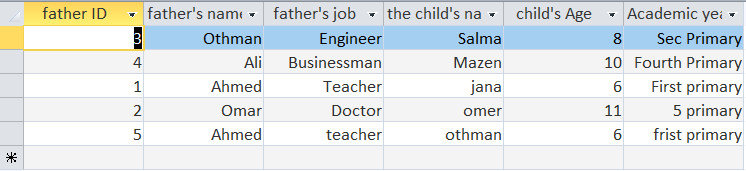 father ID father's name father's job the child's na child's Age Academic yea
3 Othman Engineer Salma 8 Sec Primary
4 Ali Businessman Mazen 10 Fourth Primary
1 Ahmed Teacher jana 6 First primary
2 Omar Doctor omer 11 5 primary
5 Ahmed teacher othman 6 frist primary